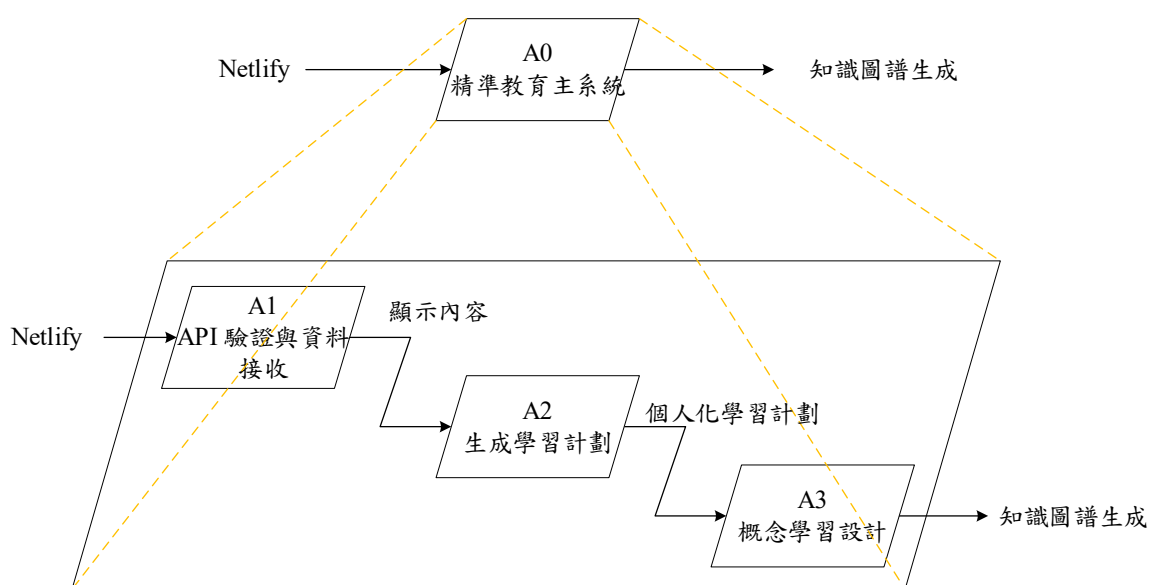 A0
Netlify
精準教育主系統
知識圖譜生成
A1
API 驗證與資料
接收
Netlify
顯示內容
A2
生成學習計劃
個人化學習計劃
A3
概念學習設計
知識圖譜生成